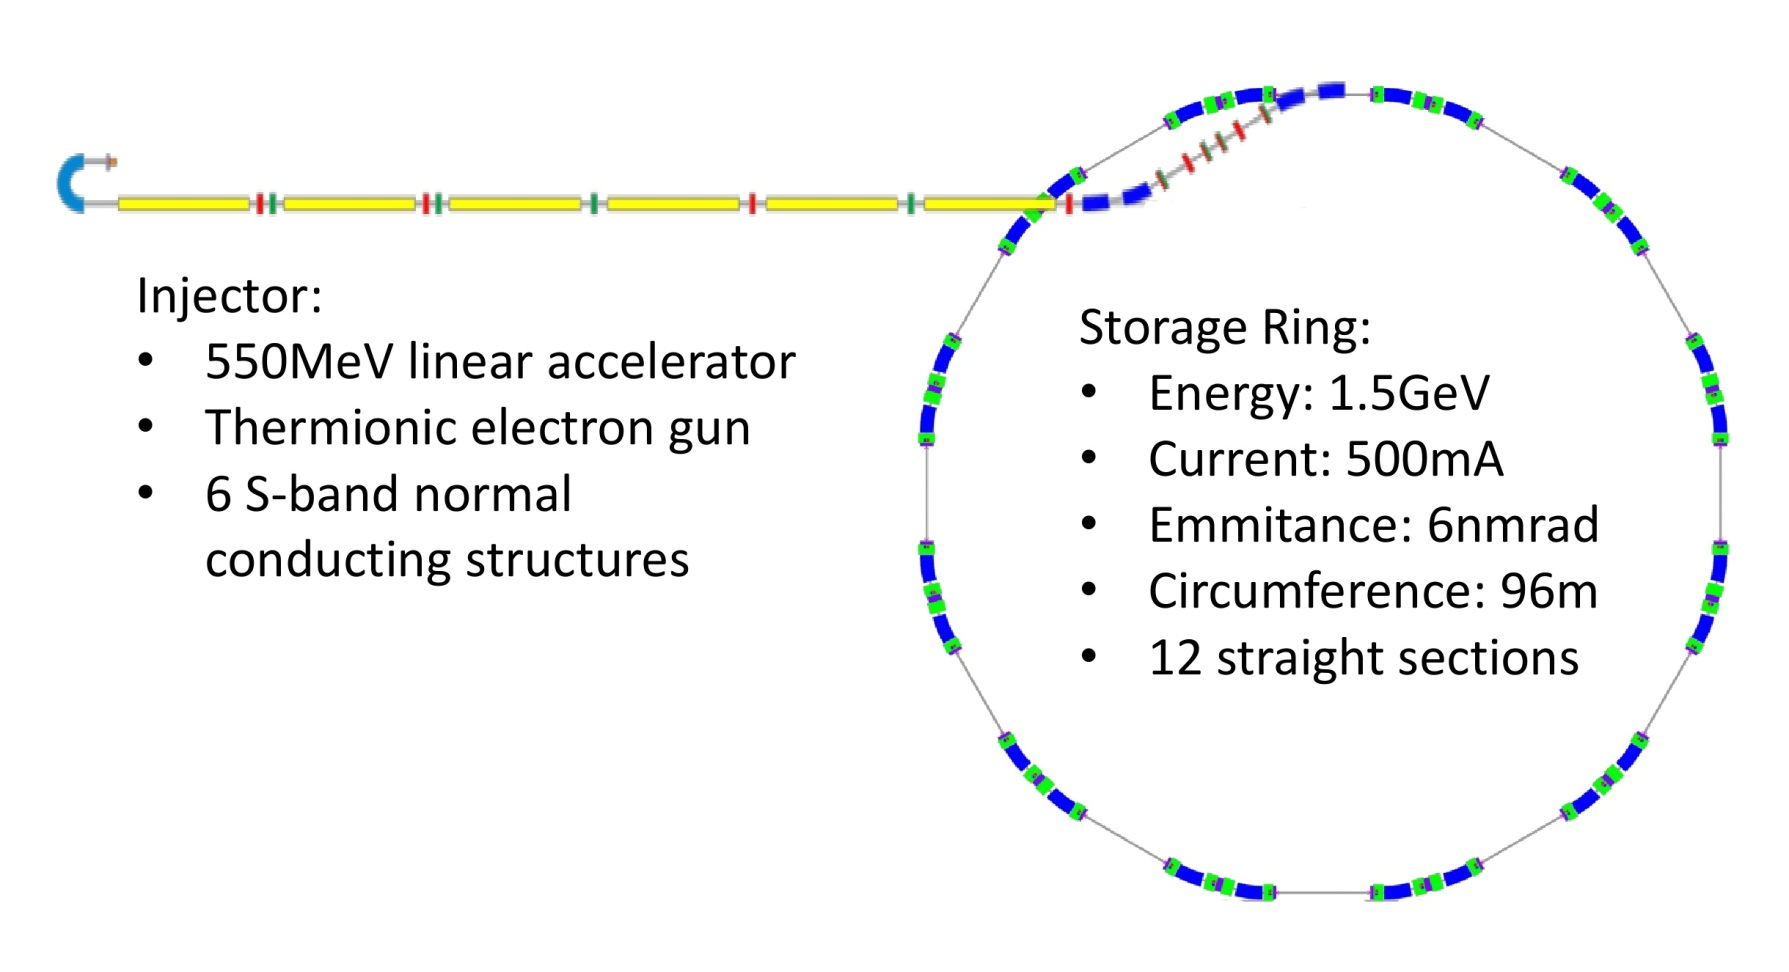 Injector:
• 550MeV linear accelerator
• Thermionic electron gun
• 6 S-band normal
conducting structures
Storage Ring:
• Energy: 1.5GeV
• Current: 500mA
• Emmitance: 6nmrad
• Circumference: 96m
• 12 straight sections